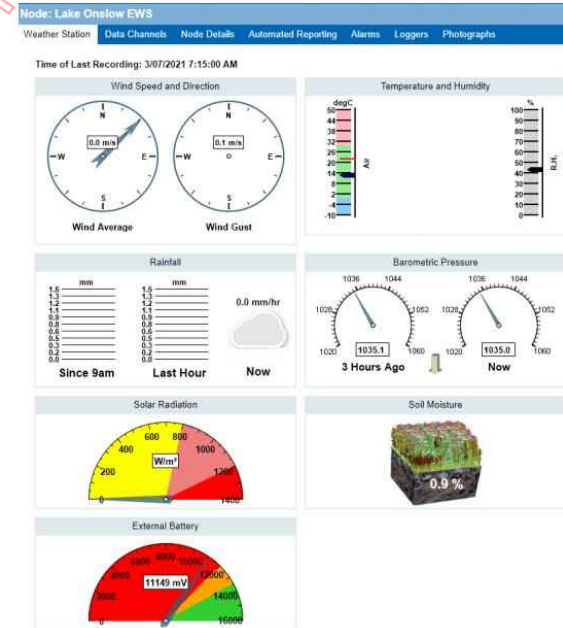 Node: Lake Onslow EWS
Weather Station Data Channels Node Details Automated Reporting Alarms Loggers Photographs
Time of Last Recording: 3/07/2021 7:15:00 AM
Wind Speed and Direction
N
0.0 m/s
W E
S
Wind Average
N
0.1 m/s
W E
S
Wind Gust
Temperature and Humidity
degC
50
44
38
32
26
20
14
8
2
-4
-10
Air
%
100
90
80
70
60
50
40
30
20
10
0
R.H.
Rainfall
mm
1.5
1.3
1.2
1.1
0.9
0.8
0.6
0.5
0.3
0.2
0.0
Since 9am
mm
1.5
1.3
1.2
1.1
0.9
0.8
0.6
0.5
0.3
0.2
0.0
Last Hour
0.0 mm/hr
Now
Barometric Pressure
1036 1044
1028 1052
1020 1035.1 1060
3 Hours Ago
1036 1044
1028 1052
1020 1035.0 1060
Now
Solar Radiation
600 800
400 1000
W/m²
200 1200
0 1400
Soil Moisture
0.9 %
External Battery
6000 8000 10000
4000 12000
11149 mV
2000 14000
0 16000